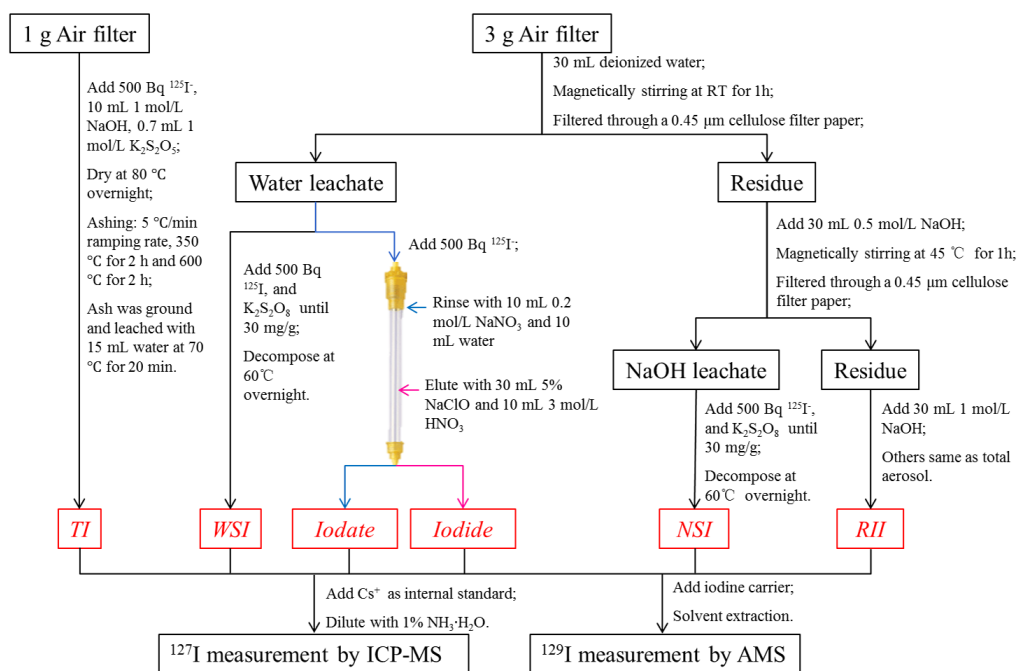 1 g Air filter
3 g Air filter
Add 500 Bq ¹²⁵I⁻,
10 mL 1 mol/L
NaOH, 0.7 mL 1
mol/L K₂S₂O₅;
Dry at 80 ℃
overnight;
Ashing: 5 ℃/min
ramping rate, 350
℃ for 2 h and 600
℃ for 2 h;
Ash was ground
and leached with
15 mL water at 70
℃ for 20 min.
30 mL deionized water;
Magnetically stirring at RT for 1h;
Filtered through a 0.45 μm cellulose filter paper;
Water leachate
Residue
Add 500 Bq
¹²⁵I, and
K₂S₂O₈ until
30 mg/g;
Decompose at
60℃
overnight.
Add 500 Bq ¹²⁵I⁻;
Rinse with 10 mL 0.2
mol/L NaNO₃ and 10
mL water
Elute with 30 mL 5%
NaClO and 10 mL 3 mol/L
HNO₃
Add 30 mL 0.5 mol/L NaOH;
Magnetically stirring at 45 ℃ for 1h;
Filtered through a 0.45 μm cellulose
filter paper;
NaOH leachate
Residue
Add 500 Bq ¹²⁵I⁻,
and K₂S₂O₈ until
30 mg/g;
Decompose at
60℃ overnight.
Add 30 mL 1 mol/L
NaOH;
Others same as total
aerosol.
TI
WSI
Iodate
Iodide
NSI
RII
Add Cs⁺ as internal standard;
Dilute with 1% NH₃·H₂O.
Add iodine carrier;
Solvent extraction.
¹²⁷I measurement by ICP-MS
¹²⁹I measurement by AMS